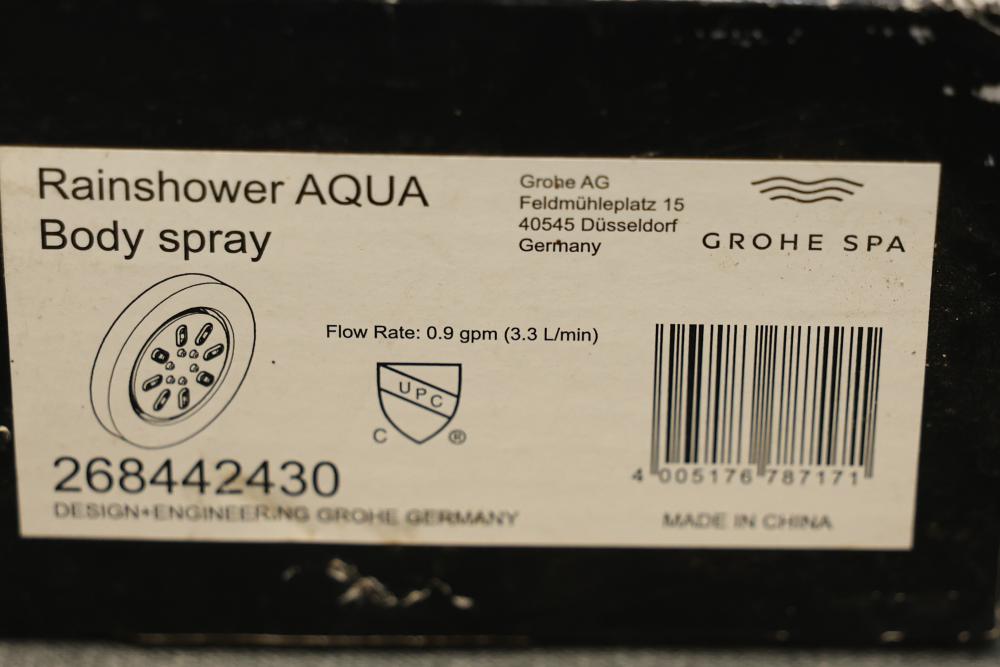 Rainshower AQUA
Body spray
Grohe AG
Feldmühleplatz 15
40545 Düsseldorf
Germany
GROHE SPA
Flow Rate: 0.9 gpm (3.3 L/min)
UPC
C ®
268442430
DESIGN+ENGINEERING GROHE GERMANY
4 005176 787171
MADE IN CHINA